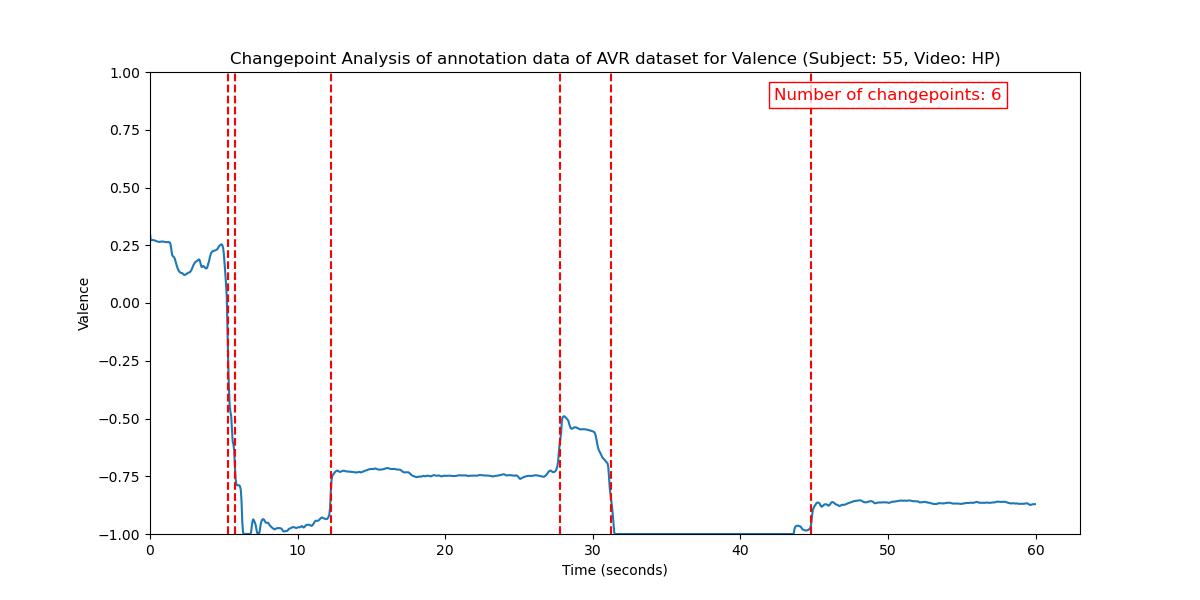 Changepoint Analysis of annotation data of AVR dataset for Valence (Subject: 55, Video: HP)
Number of changepoints: 6
1.00
0.75
0.50
0.25
0.00
−0.25
−0.50
−0.75
−1.00
Valence
0 10 20 30 40 50 60
Time (seconds)